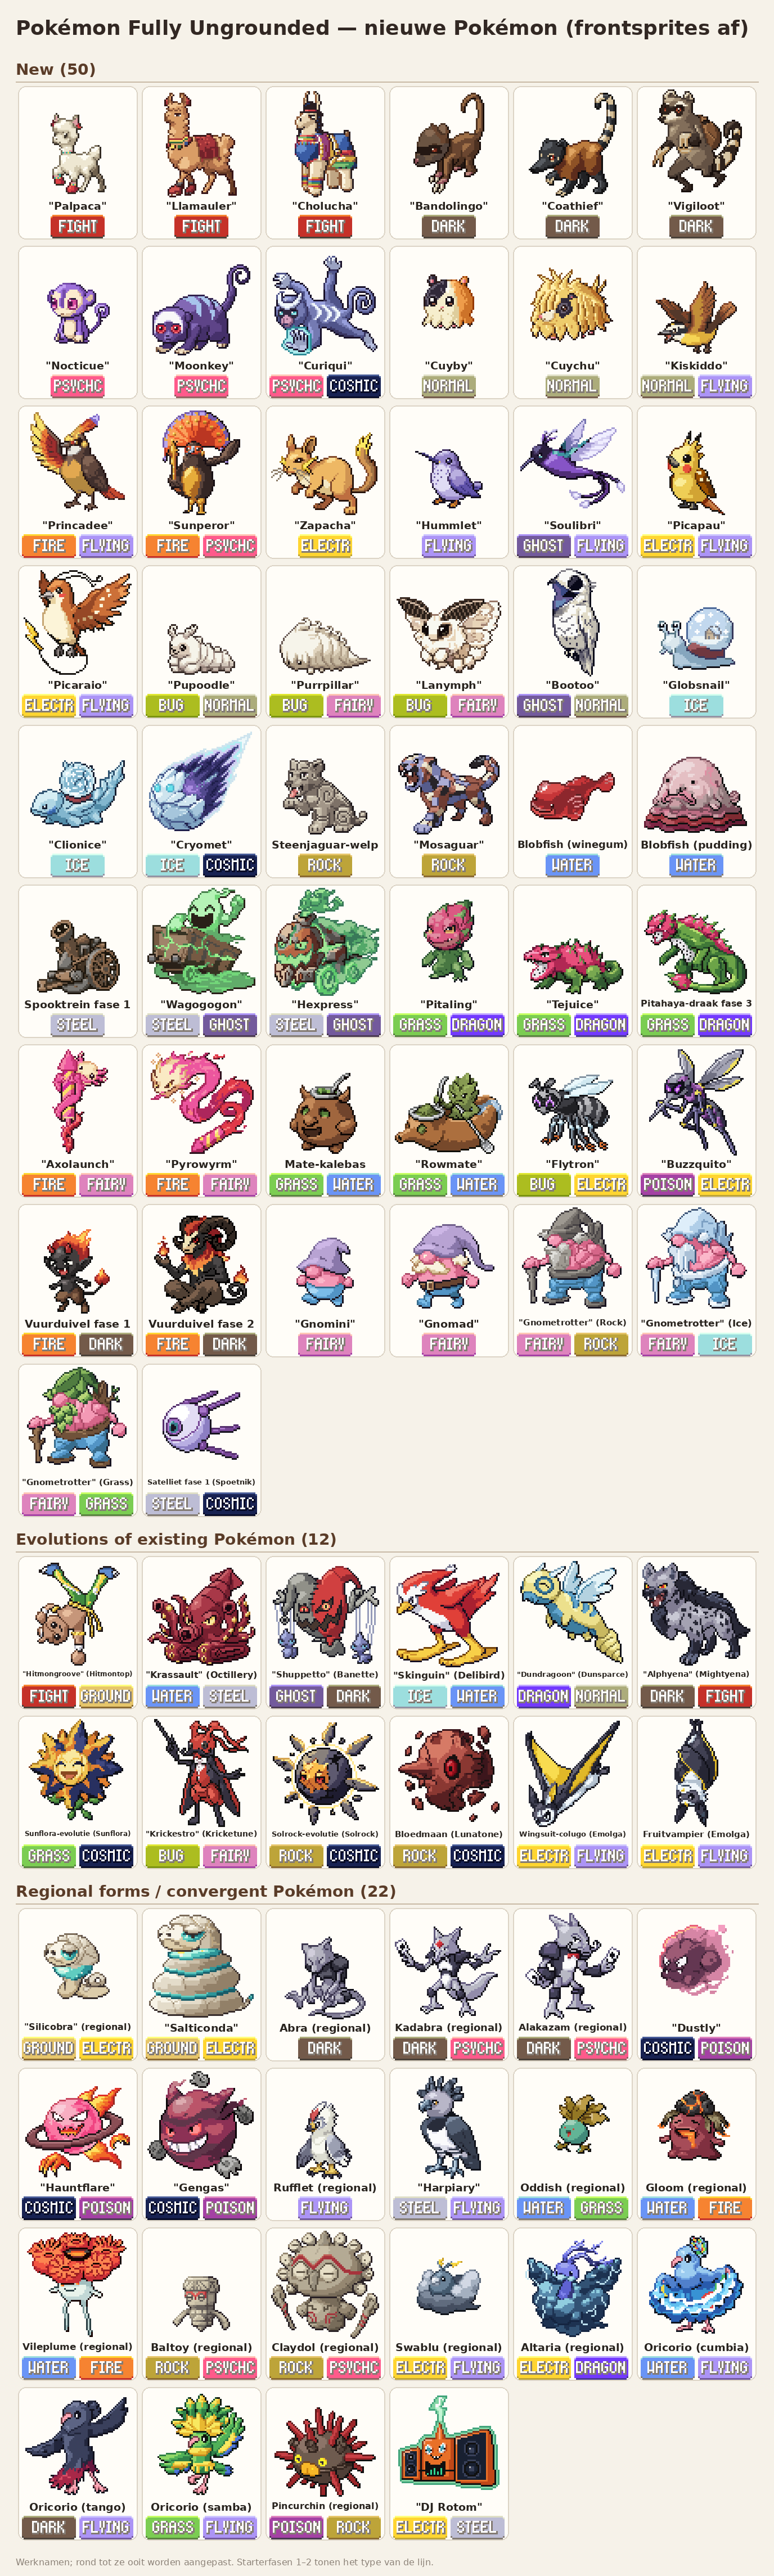 Pokémon Fully Ungrounded — nieuwe Pokémon (frontsprites af)
New (50)
"Palpaca" "Llamauler" "Cholucha" "Bandolingo" "Coathief" "Vigiloot"
FIGHT FIGHT FIGHT DARK DARK DARK
"Nocticue" "Moonkey" "Curiqui" "Cuyby" "Cuychu" "Kiskiddo"
PSYCHC PSYCHC PSYCHC COSMIC NORMAL NORMAL NORMAL FLYING
"Princadee" "Sunperor" "Zapacha" "Hummlet" "Soulibri" "Picapau"
FIRE FLYING FIRE PSYCHC ELECTR FLYING GHOST FLYING ELECTR FLYING
"Picaraio" "Pupoodle" "Purrpillar" "Lanymph" "Bootoo" "Globsnail"
ELECTR FLYING BUG NORMAL BUG FAIRY BUG FAIRY GHOST NORMAL ICE
"Clionice" "Cryomet" Steenjaguar-welp "Mosaguar" Blobfish (winegum) Blobfish (pudding)
ICE ICE COSMIC ROCK ROCK WATER WATER
Spooktrein fase 1 "Wagogogon" "Hexpress" "Pitaling" "Tejuice" Pitahaya-draak fase 3
STEEL STEEL GHOST STEEL GHOST GRASS DRAGON GRASS DRAGON GRASS DRAGON
"Axolaunch" "Pyrowyrm" Mate-kalebas "Rowmate" "Flytron" "Buzzquito"
FIRE FAIRY FIRE FAIRY GRASS WATER GRASS WATER BUG ELECTR POISON ELECTR
Vuurduivel fase 1 Vuurduivel fase 2 "Gnomini" "Gnomad" "Gnometrotter" (Rock) "Gnometrotter" (Ice)
FIRE DARK FIRE DARK FAIRY FAIRY FAIRY ROCK FAIRY ICE
"Gnometrotter" (Grass) Satelliet fase 1 (Spoetnik)
FAIRY GRASS STEEL COSMIC
Evolutions of existing Pokémon (12)
"Hitmongroove" (Hitmontop) "Krassault" (Octillery) "Shuppetto" (Banette) "Skinguin" (Delibird) "Dundragoon" (Dunsparce) "Alphyena" (Mightyena)
FIGHT GROUND WATER STEEL GHOST DARK ICE WATER DRAGON NORMAL DARK FIGHT
Sunflora-evolutie (Sunflora) "Krickestro" (Kricketune) Solrock-evolutie (Solrock) Bloedmaan (Lunatone) Wingsuit-colugo (Emolga) Fruitvampier (Emolga)
GRASS COSMIC BUG FAIRY ROCK COSMIC ROCK COSMIC ELECTR FLYING ELECTR FLYING
Regional forms / convergent Pokémon (22)
"Silicobra" (regional) "Salticonda" Abra (regional) Kadabra (regional) Alakazam (regional) "Dustly"
GROUND ELECTR GROUND ELECTR DARK DARK PSYCHC DARK PSYCHC COSMIC POISON
"Hauntflare" "Gengas" Rufflet (regional) "Harpiary" Oddish (regional) Gloom (regional)
COSMIC POISON COSMIC POISON FLYING STEEL FLYING WATER GRASS WATER FIRE
Vileplume (regional) Baltoy (regional) Claydol (regional) Swablu (regional) Altaria (regional) Oricorio (cumbia)
WATER FIRE ROCK PSYCHC ROCK PSYCHC ELECTR FLYING ELECTR DRAGON WATER FLYING
Oricorio (tango) Oricorio (samba) Pincurchin (regional) "DJ Rotom"
DARK FLYING GRASS FLYING POISON ROCK ELECTR STEEL
Werknamen; rond tot ze ooit worden aangepast. Starterfasen 1–2 tonen het type van de lijn.